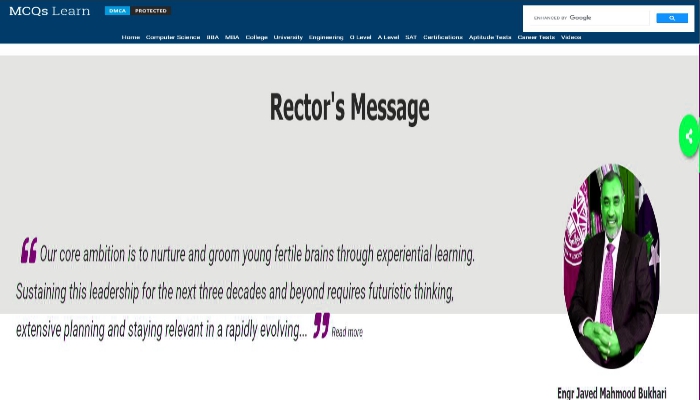 MCQs Learn
DMCA PROTECTED
ENHANCED BY Google
Home Computer Science BBA MBA College University Engineering O Level A Level SAT Certifications Aptitude Tests Career Tests Videos
Rector's Message
❝ Our core ambition is to nurture and groom young fertile brains through experiential learning.
Sustaining this leadership for the next three decades and beyond requires futuristic thinking,
extensive planning and staying relevant in a rapidly evolving... ❞ Read more
Engr Javed Mahmood Bukhari